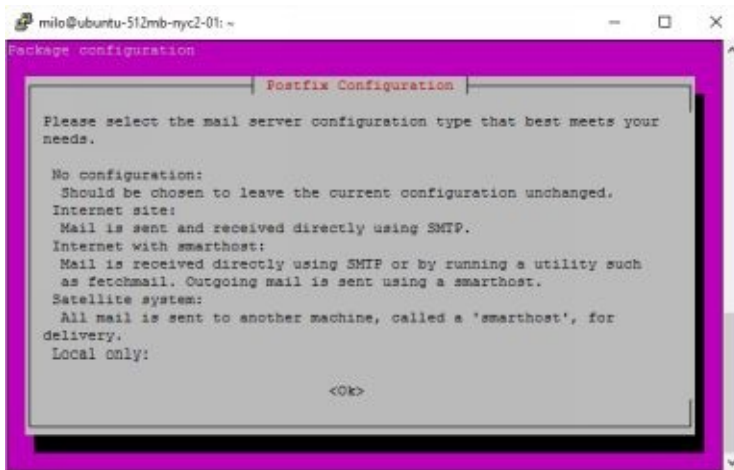 milo@ubuntu-512mb-nyc2-01: ~
Package configuration
Postfix Configuration
Please select the mail server configuration type that best meets your
needs.
No configuration:
Should be chosen to leave the current configuration unchanged.
Internet site:
Mail is sent and received directly using SMTP.
Internet with smarthost:
Mail is received directly using SMTP or by running a utility such
as fetchmail. Outgoing mail is sent using a smarthost.
Satellite system:
All mail is sent to another machine, called a 'smarthost', for
delivery.
Local only:
<Ok>